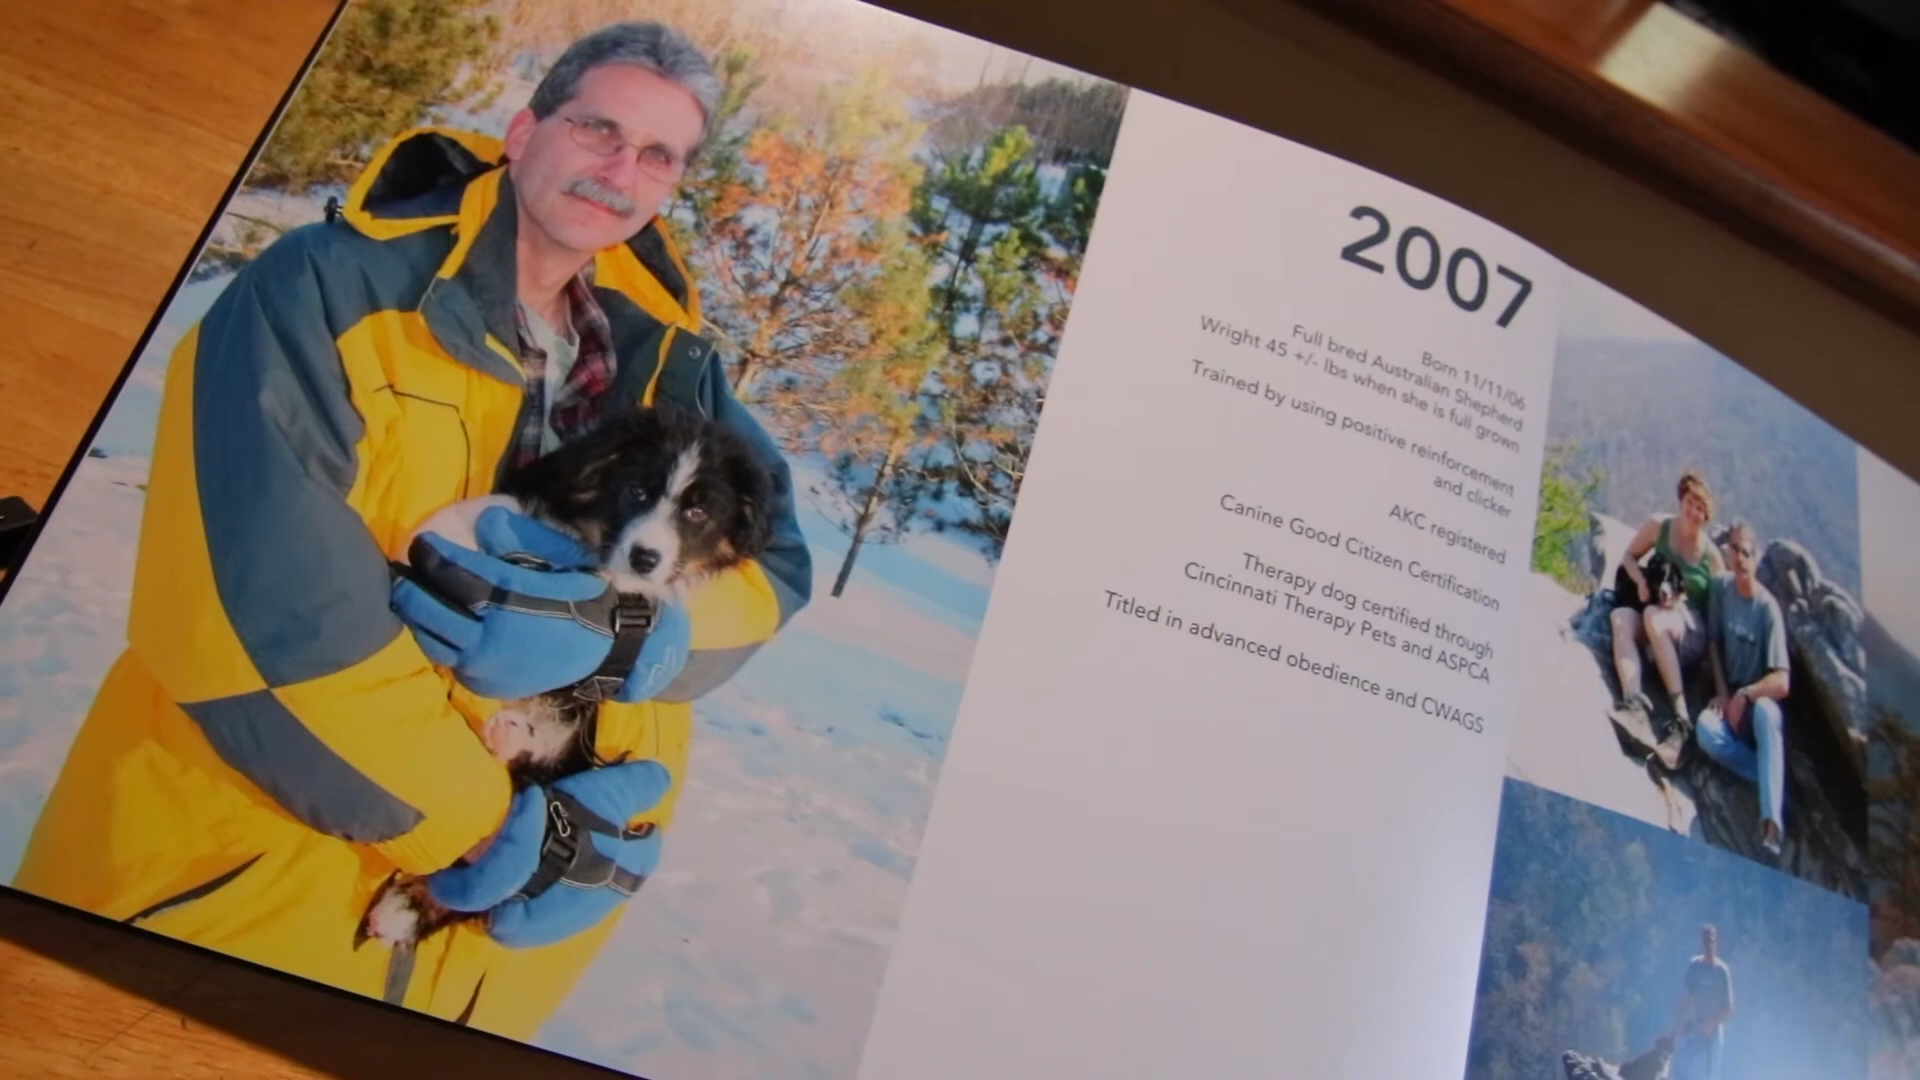 2007
Born 11/11/06
Full bred Australian Shepherd
Wright 45 +/- lbs when she is full grown
Trained by using positive reinforcement
and clicker
AKC registered
Canine Good Citizen Certification
Therapy dog certified through
Cincinnati Therapy Pets and ASPCA
Titled in advanced obedience and CWAGS